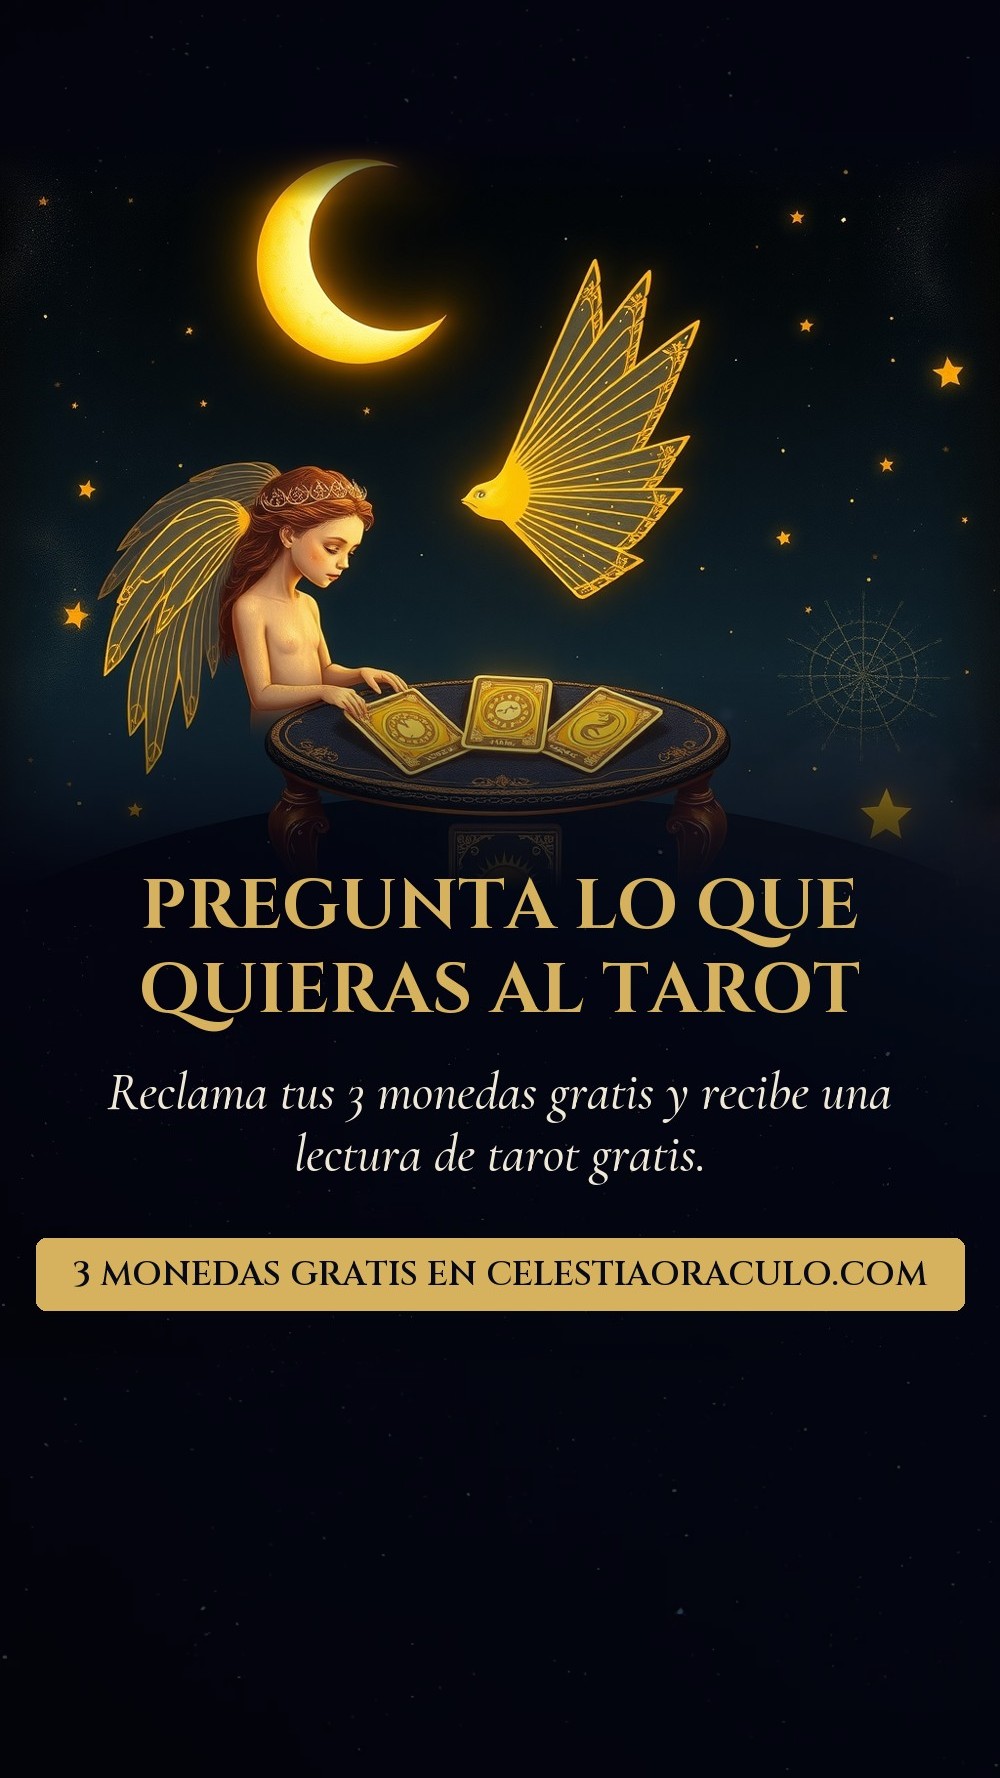 PREGUNTA LO QUE
QUIERAS AL TAROT
Reclama tus 3 monedas gratis y recibe una
lectura de tarot gratis.
3 MONEDAS GRATIS EN CELESTIAORACULO.COM